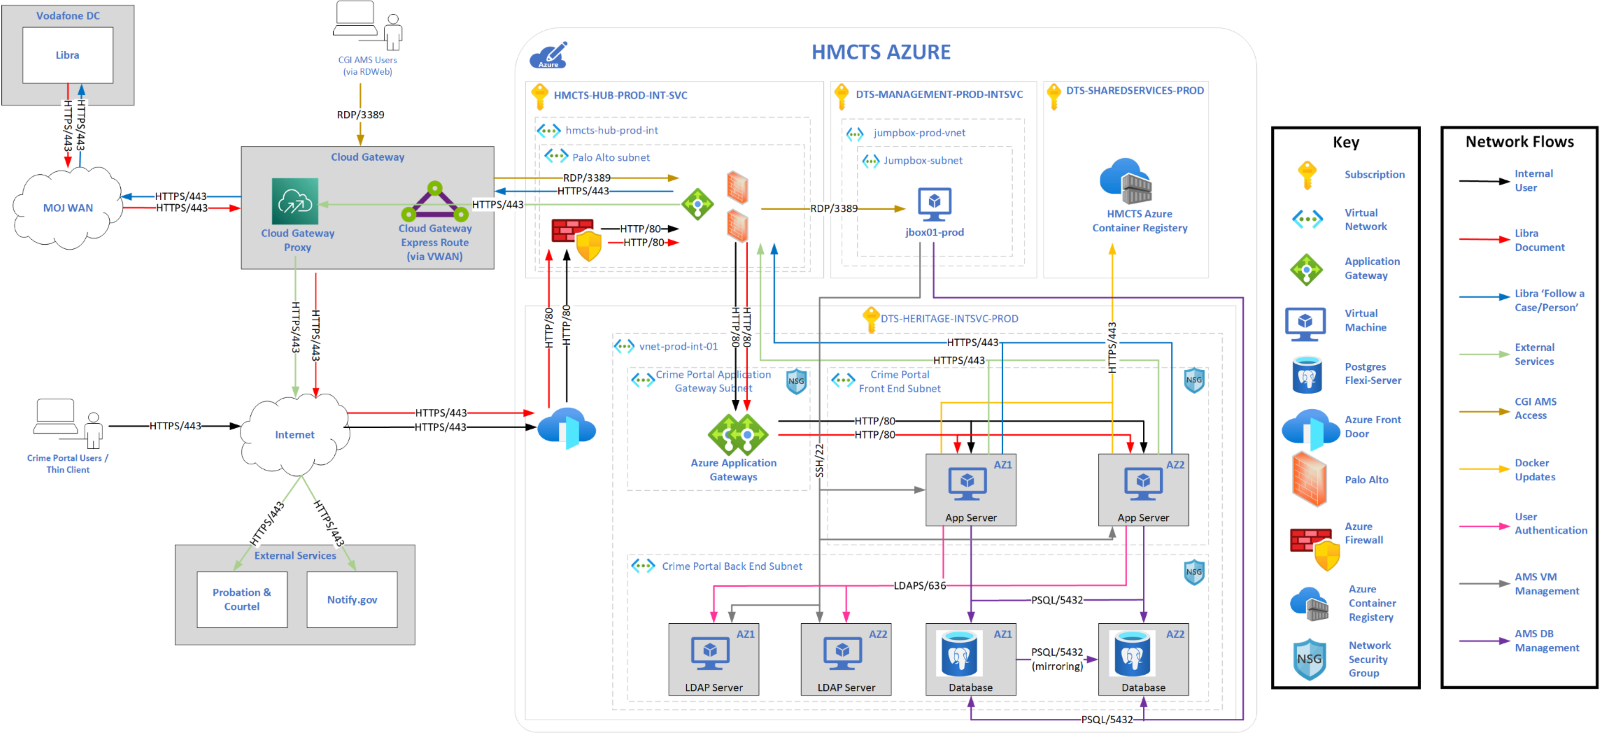 Vodafone DC
Libra
HTTPS/443
HTTPS/443
MOJ WAN
HTTPS/443
HTTPS/443
CGI AMS Users
(via RDWeb)
RDP/3389
Cloud Gateway
Cloud Gateway
Proxy
Cloud Gateway
Express Route
(via VWAN)
HTTPS/443
HTTPS/443
Crime Portal Users /
Thin Client
HTTPS/443
Internet
HTTPS/443
HTTPS/443
HTTPS/443
HTTPS/443
External Services
Probation &
Courtel
Notify.gov
HMCTS AZURE
Azure
HMCTS-HUB-PROD-INT-SVC
hmcts-hub-prod-int
Palo Alto subnet
RDP/3389
HTTPS/443
HTTPS/443
HTTP/80
HTTP/80
HTTP/80
HTTP/80
HTTP/80
HTTP/80
DTS-MANAGEMENT-PROD-INTSVC
jumpbox-prod-vnet
Jumpbox-subnet
RDP/3389
jbox01-prod
DTS-SHAREDSERVICES-PROD
HMCTS Azure
Container Registery
DTS-HERITAGE-INTSVC-PROD
vnet-prod-int-01
HTTPS/443
HTTPS/443
HTTPS/443
Crime Portal Application
Gateway Subnet
NSG
Crime Portal
Front End Subnet
NSG
Azure Application
Gateways
HTTP/80
HTTP/80
SSH/22
AZ1
App Server
AZ2
App Server
Crime Portal Back End Subnet
NSG
LDAPS/636
PSQL/5432
AZ1
LDAP Server
AZ2
LDAP Server
AZ1
Database
PSQL/5432
(mirroring)
AZ2
Database
PSQL/5432
Key
Subscription
Virtual
Network
Application
Gateway
Virtual
Machine
Postgres
Flexi-Server
Azure Front
Door
Palo Alto
Azure
Firewall
Azure
Container
Registery
NSG
Network
Security
Group
Network Flows
Internal
User
Libra
Document
Libra ‘Follow a
Case/Person’
External
Services
CGI AMS
Access
Docker
Updates
User
Authentication
AMS VM
Management
AMS DB
Management